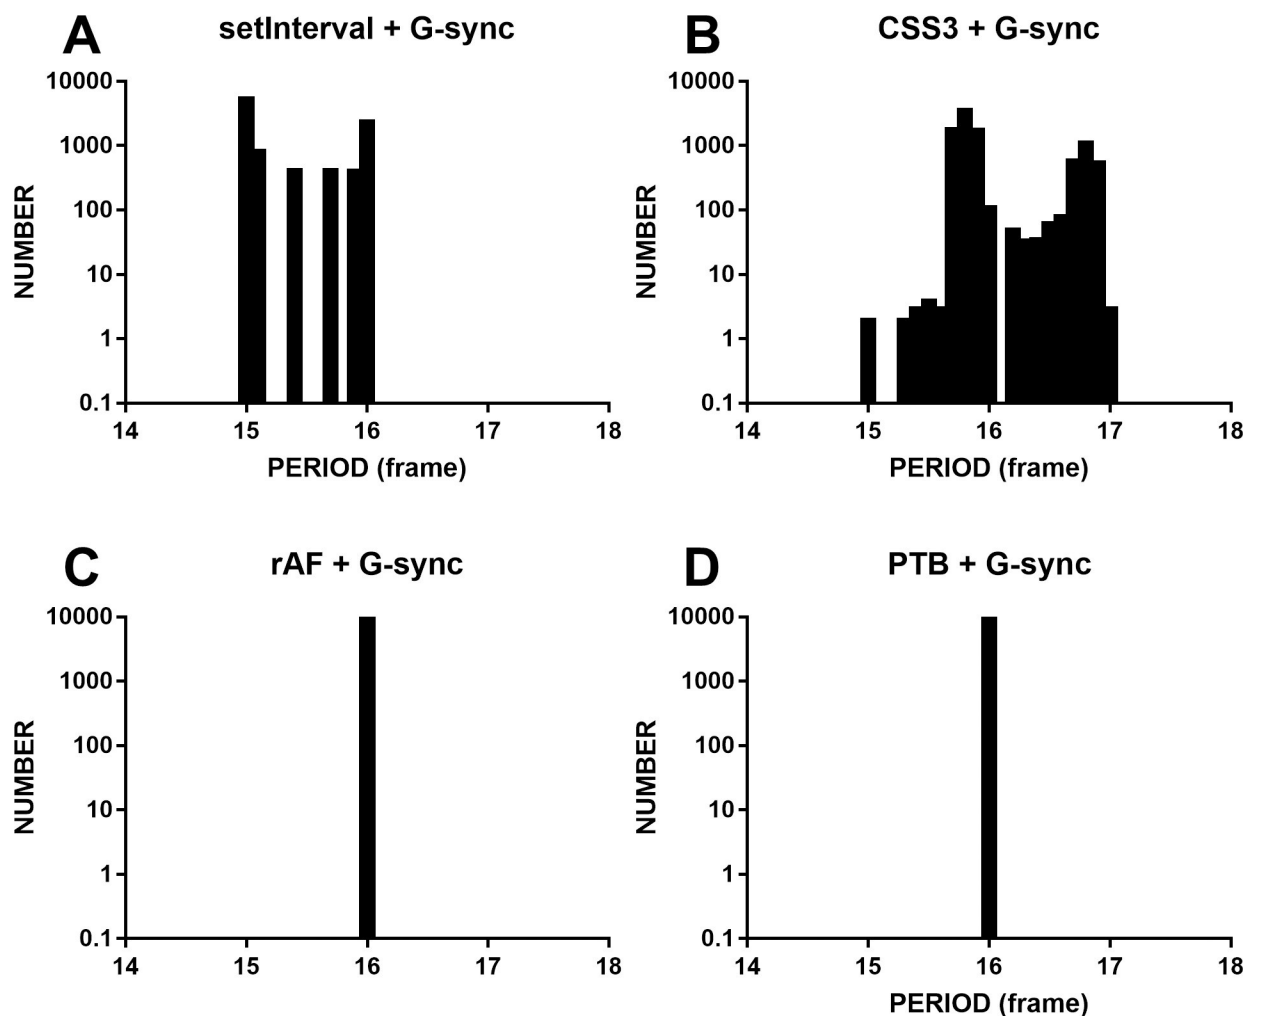 A
setInterval + G-sync
10000
1000
100
10
1
0.1
NUMBER
14 15 16 17 18
PERIOD (frame)
B
CSS3 + G-sync
10000
1000
100
10
1
0.1
NUMBER
14 15 16 17 18
PERIOD (frame)
C
rAF + G-sync
10000
1000
100
10
1
0.1
NUMBER
14 15 16 17 18
D
PTB + G-sync
10000
1000
100
10
1
0.1
NUMBER
14 15 16 17 18
PERIOD (frame)